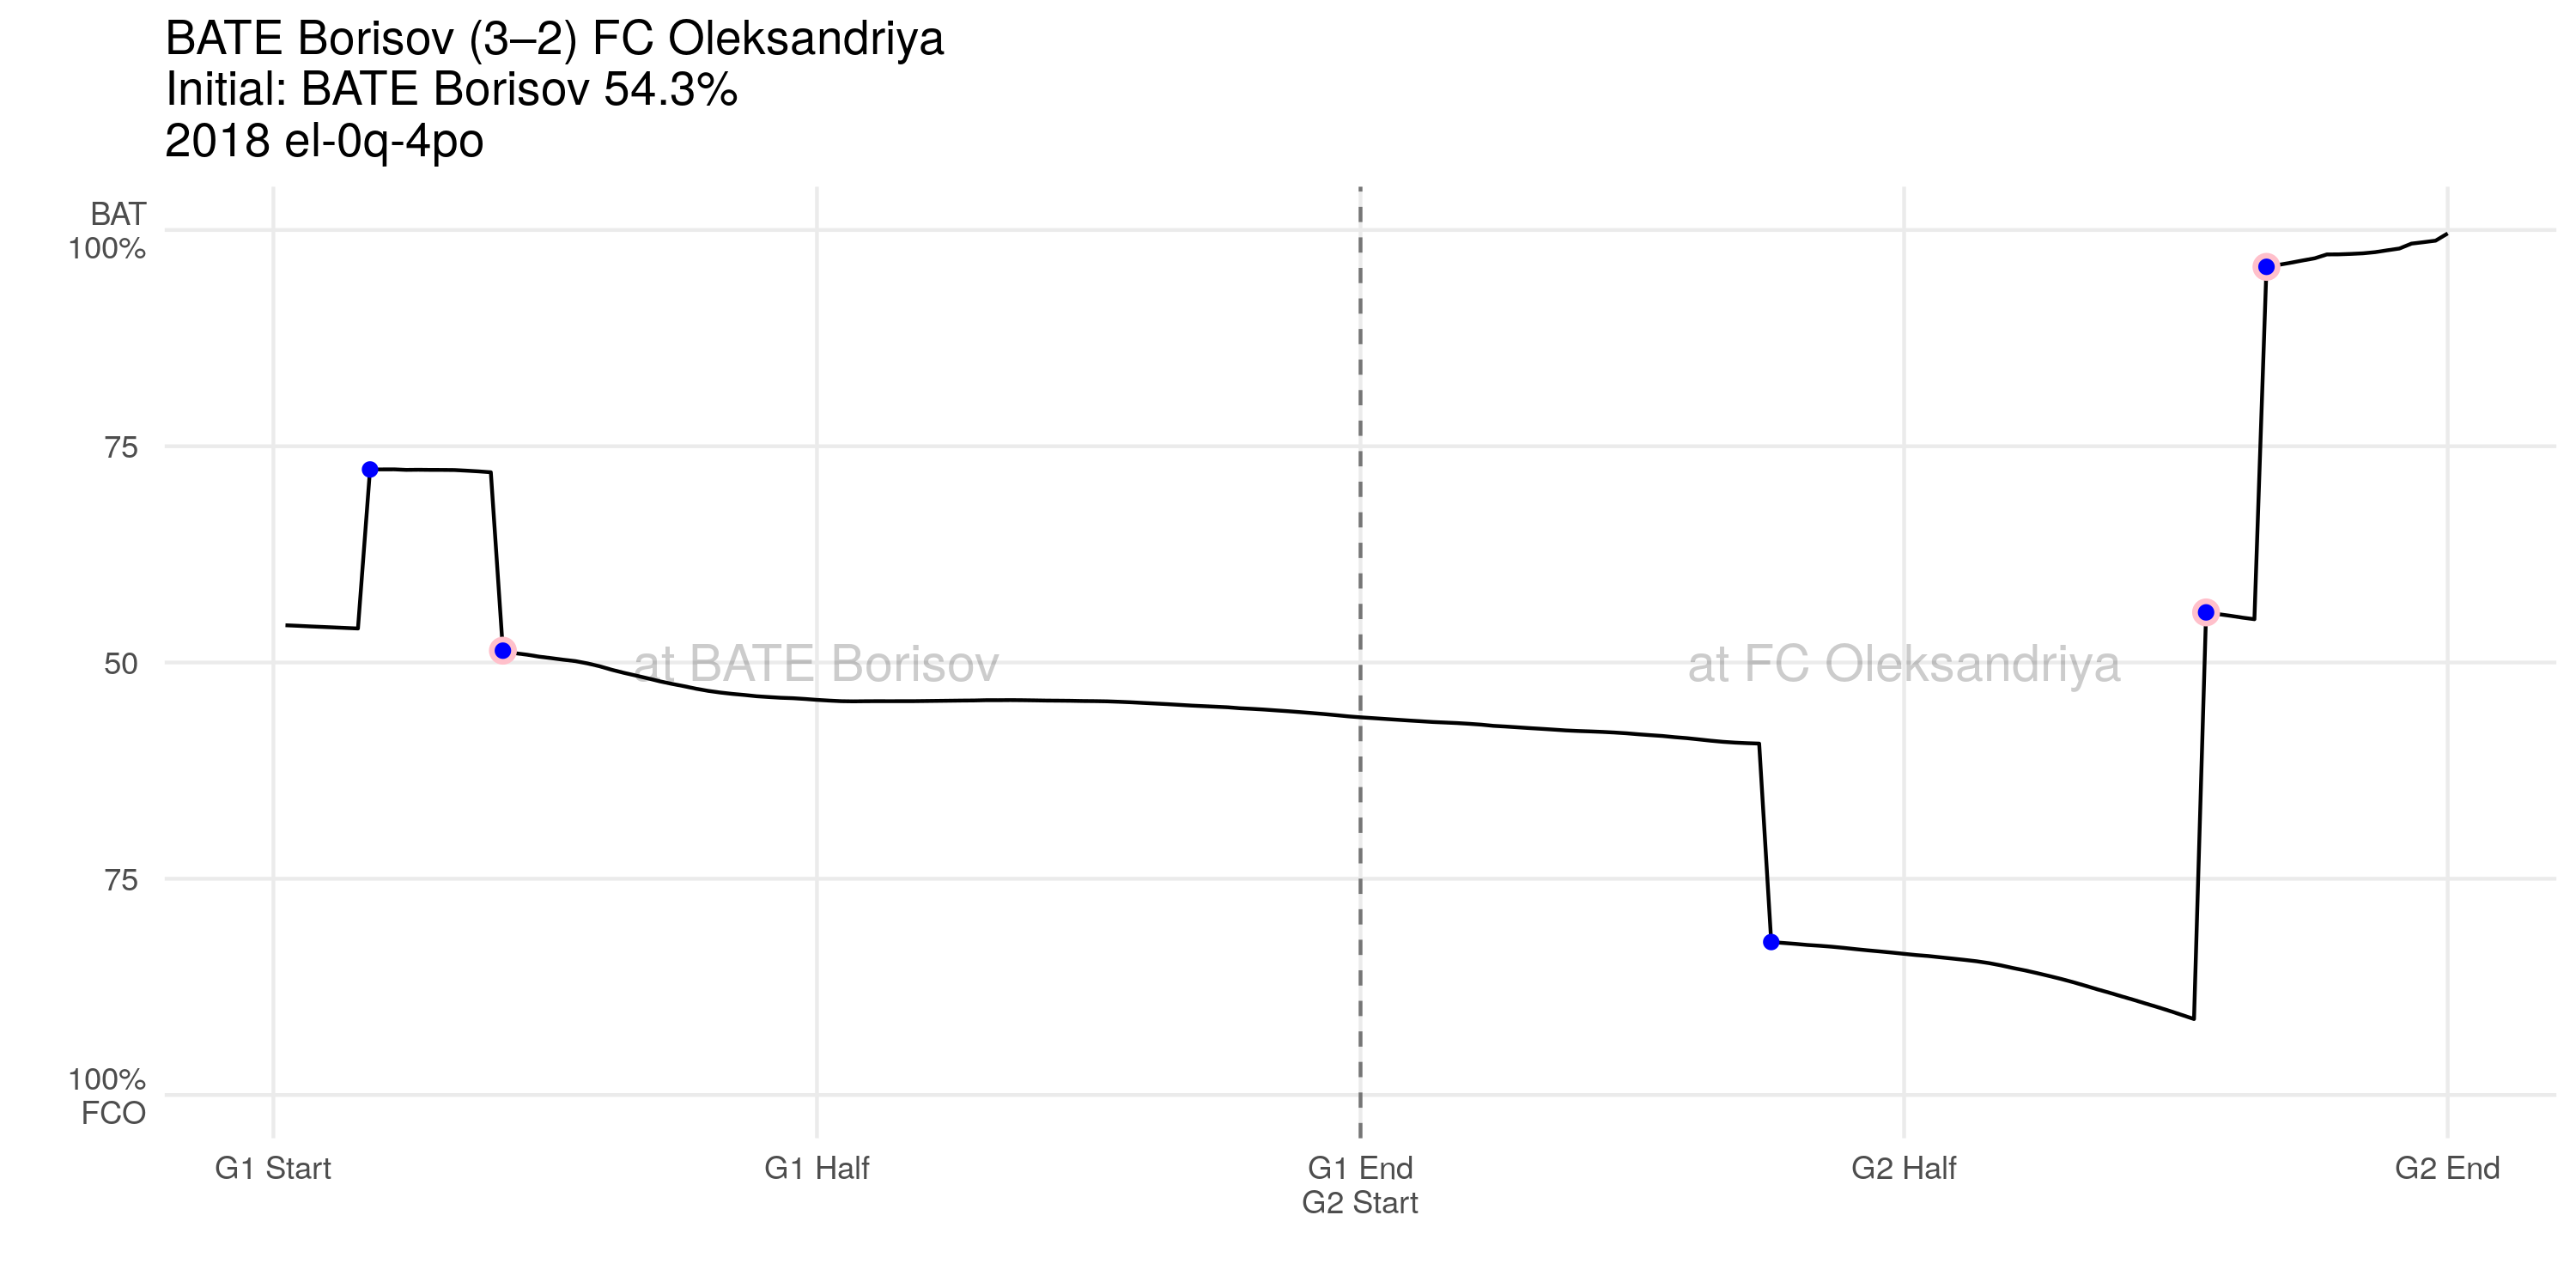 BATE Borisov (3–2) FC Oleksandriya
Initial: BATE Borisov 54.3%
2018 el-0q-4po
BAT
100%
75
50
75
100%
FCO
at BATE Borisov
at FC Oleksandriya
G1 Start
G1 Half
G1 End
G2 Start
G2 Half
G2 End